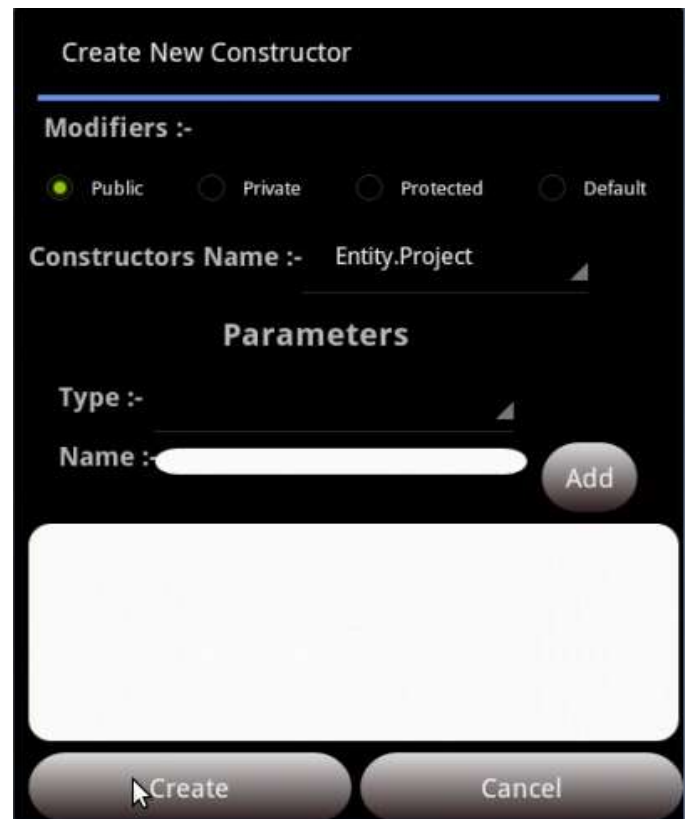 Create New Constructor
Modifiers :-
Public Private Protected Default
Constructors Name :- Entity.Project
Parameters
Type :-
Name :-
Add
Create Cancel